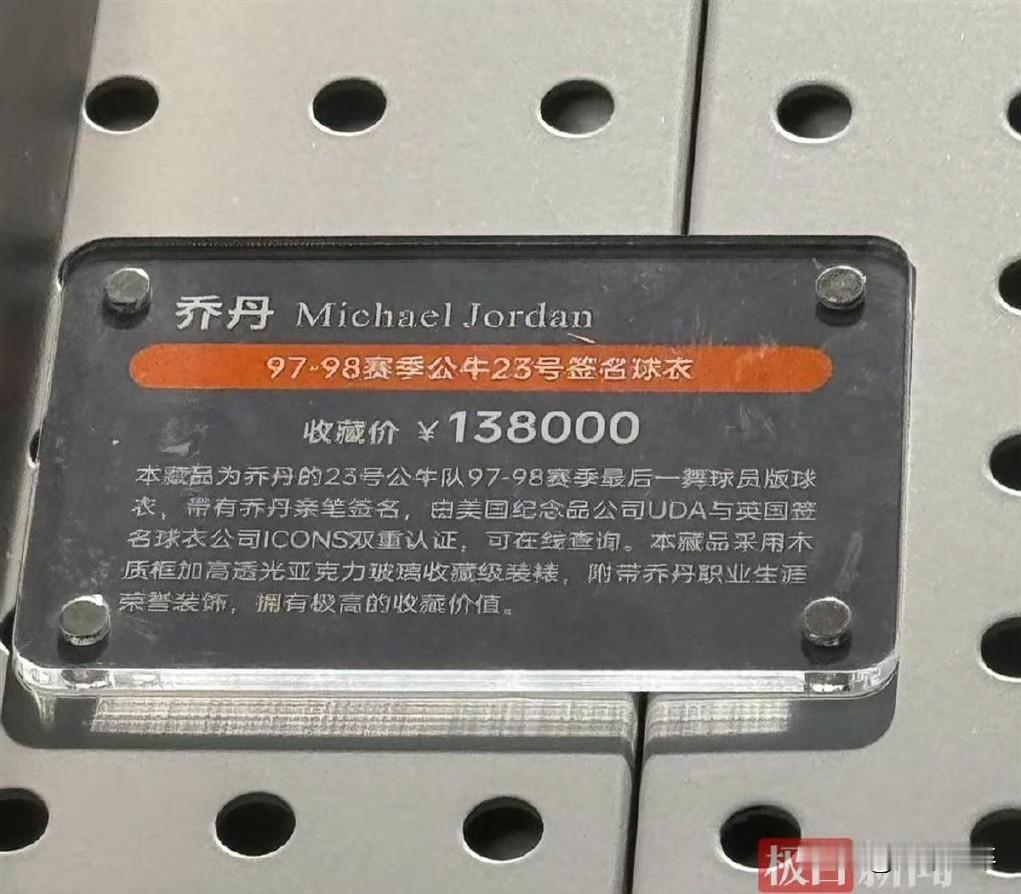 乔丹 Michael Jordan
97-98赛季公牛23号签名球衣
收藏价 ¥138000
本藏品为乔丹的23号公牛队97-98赛季最后一舞球员版球
衣，带有乔丹亲笔签名，由美国纪念品公司UDA与英国签
名球衣公司ICONS双重认证，可在线查询。本藏品采用木
质框加高透光亚克力玻璃收藏级装裱，附带乔丹职业生涯
荣誉装饰，拥有极高的收藏价值。
极目新闻